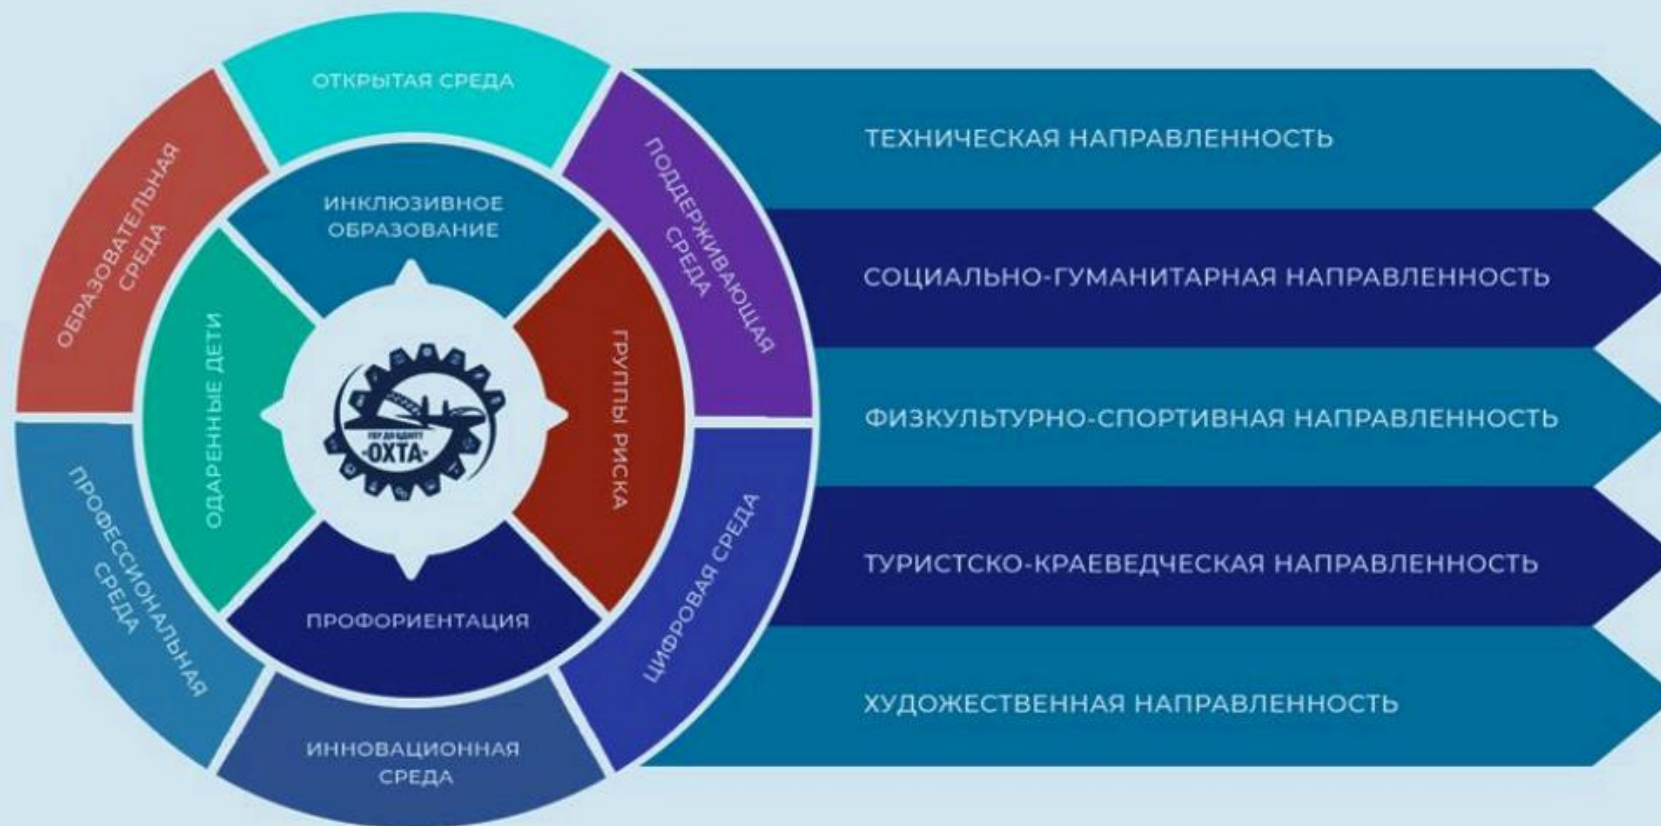 ОТКРЫТАЯ СРЕДА
ПОДДЕРЖИВАЮЩАЯ
СРЕДА
ЦИФРОВАЯ СРЕДА
ИННОВАЦИОННАЯ
СРЕДА
ПРОФЕССИОНАЛЬНАЯ
СРЕДА
ОБРАЗОВАТЕЛЬНАЯ
СРЕДА
ИНКЛЮЗИВНОЕ
ОБРАЗОВАНИЕ
ГРУППЫ РИСКА
ПРОФОРИЕНТАЦИЯ
ОДАРЕННЫЕ ДЕТИ
«ОХТА»
ТЕХНИЧЕСКАЯ НАПРАВЛЕННОСТЬ
СОЦИАЛЬНО-ГУМАНИТАРНАЯ НАПРАВЛЕННОСТЬ
ФИЗКУЛЬТУРНО-СПОРТИВНАЯ НАПРАВЛЕННОСТЬ
ТУРИСТСКО-КРАЕВЕДЧЕСКАЯ НАПРАВЛЕННОСТЬ
ХУДОЖЕСТВЕННАЯ НАПРАВЛЕННОСТЬ